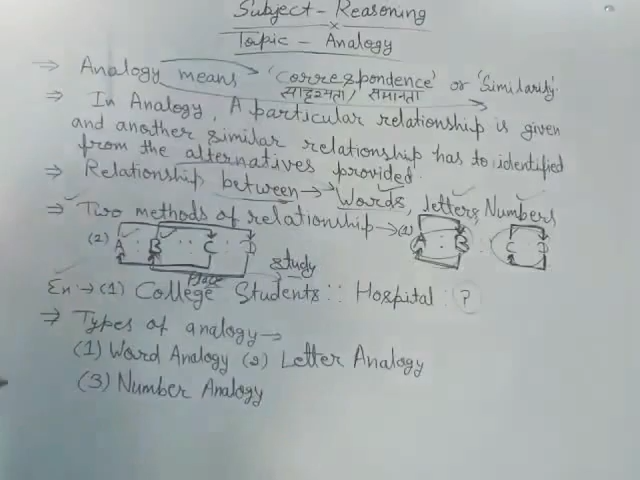 Subject - Reasoning
×
Topic - Analogy
⇒ Analogy means 'Correspondence' or 'Similarity'
सादृश्यता / समानता
⇒ In Analogy, A particular relationship is given
and another similar relationship has to identified
from the alternatives provided.
⇒ Relationship between → Words, letters, Numbers
⇒ Two methods of relationship → (1) A : B :: C : D
(2) A : B :: C : D
Place study
Ex → (1) College : Students :: Hospital : ?
⇒ Types of analogy →
(1) Word Analogy (2) Letter Analogy
(3) Number Analogy